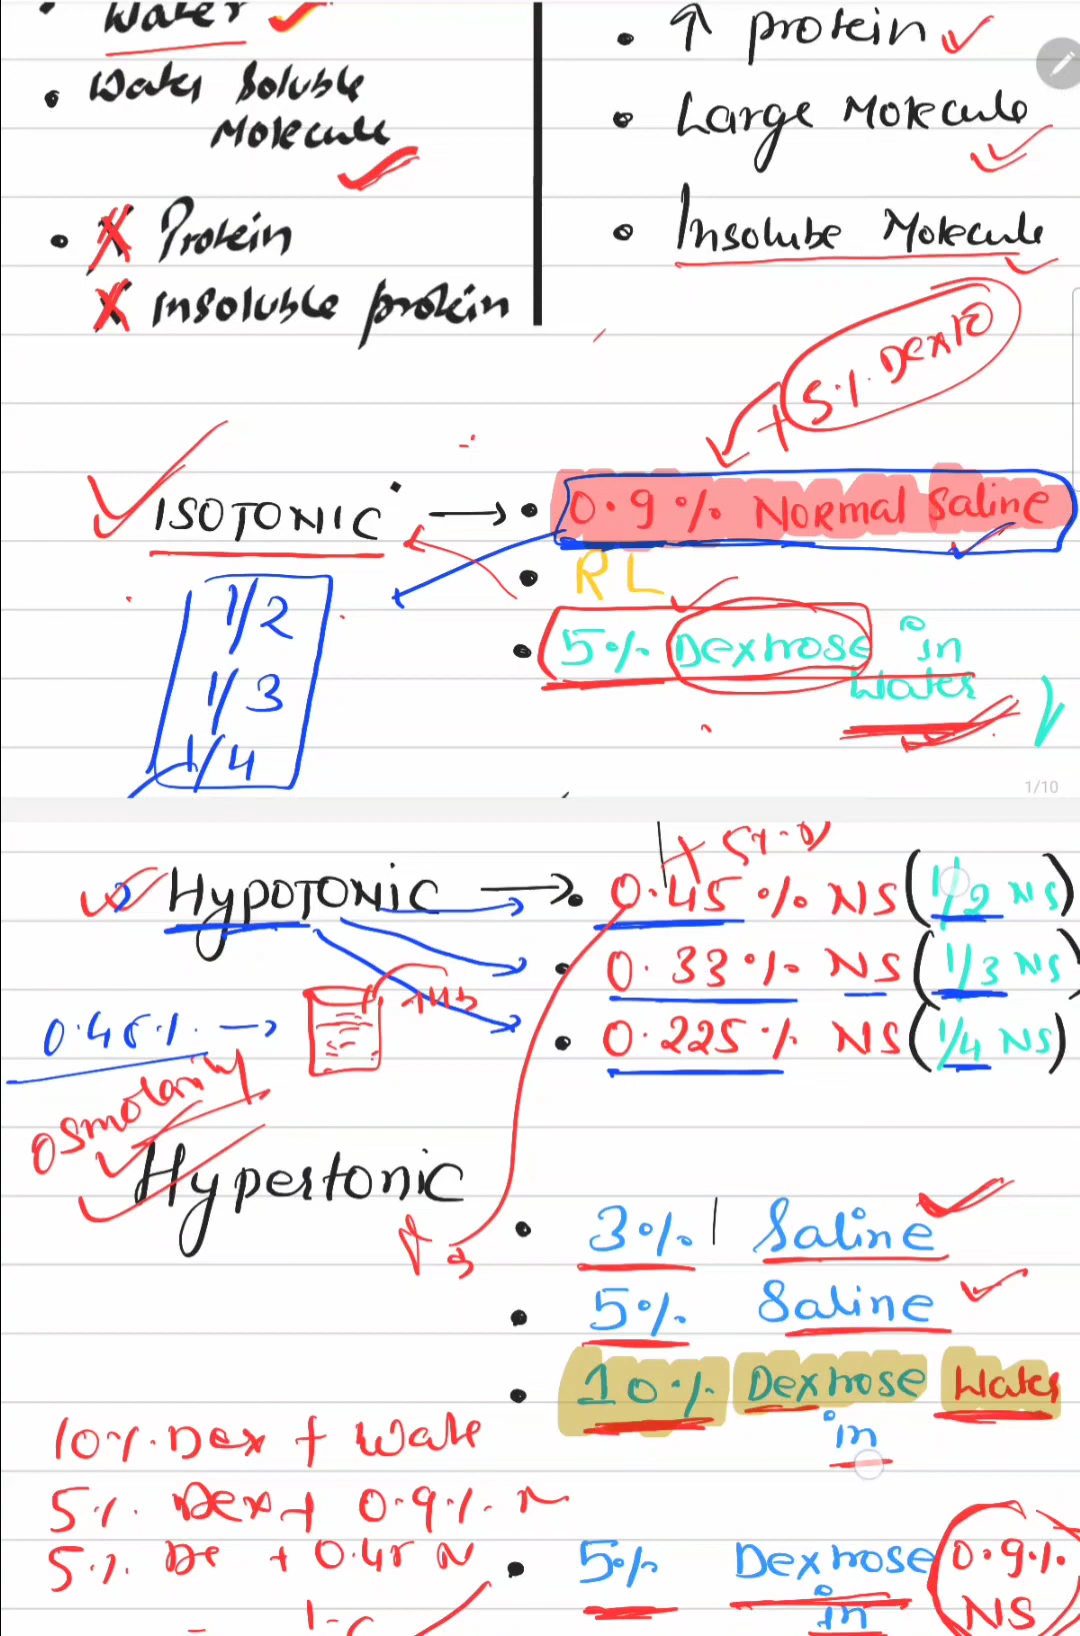 Water
Water Soluble
Molecule
X Protein
X Insoluble protein
↑ protein
Large Molecule
Insolube Molecule
+ 5% Dextro
ISOTONIC → 0.9% Normal Saline
RL
5% Dextrose in
Water
1/2
1/3
1/4
1/10
+ 5%
HYPOTONIC → 0.45% NS (1/2 NS)
0.33% NS (1/3 NS)
0.225% NS (1/4 NS)
0.45% →
osmolarity
Hypertonic
3% Saline
5% Saline
10% Dextrose Water
in
10% Dex + Wate
5% Dex + 0.9% N
5% De + 0.45 N
5% Dextrose 0.9%
in NS